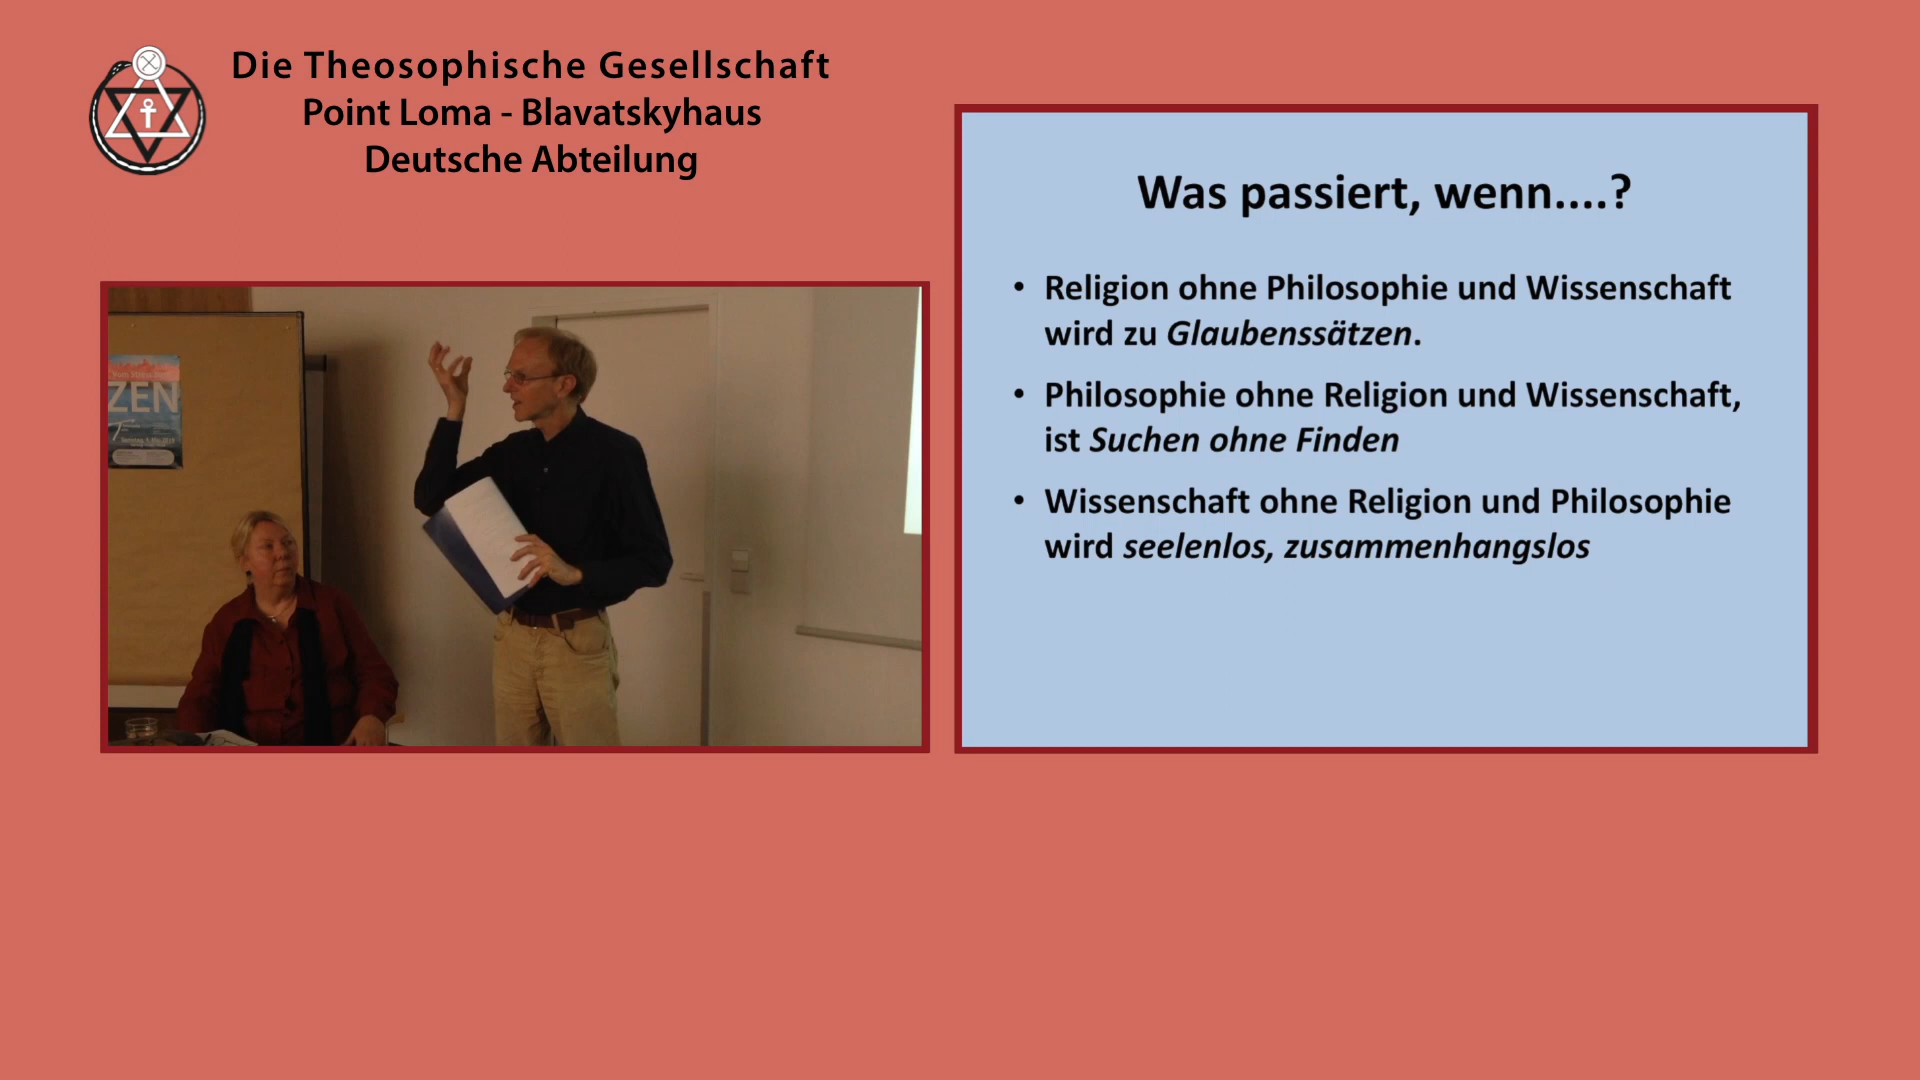 Die Theosophische Gesellschaft
Point Loma - Blavatskyhaus
Deutsche Abteilung
Was passiert, wenn....?
• Religion ohne Philosophie und Wissenschaft
wird zu Glaubenssätzen.
• Philosophie ohne Religion und Wissenschaft,
ist Suchen ohne Finden
• Wissenschaft ohne Religion und Philosophie
wird seelenlos, zusammenhangslos
ZEN